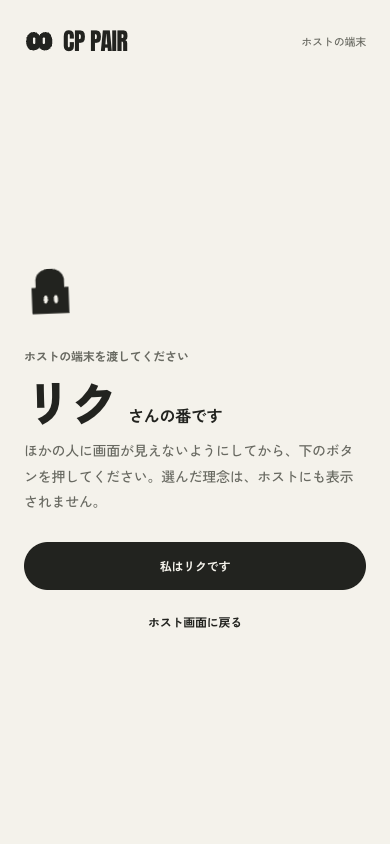 CP PAIR
ホストの端末
ホストの端末を渡してください
リク さんの番です
ほかの人に画面が見えないようにしてから、下のボタ
ンを押してください。選んだ理念は、ホストにも表示
されません。
私はリクです
ホスト画面に戻る